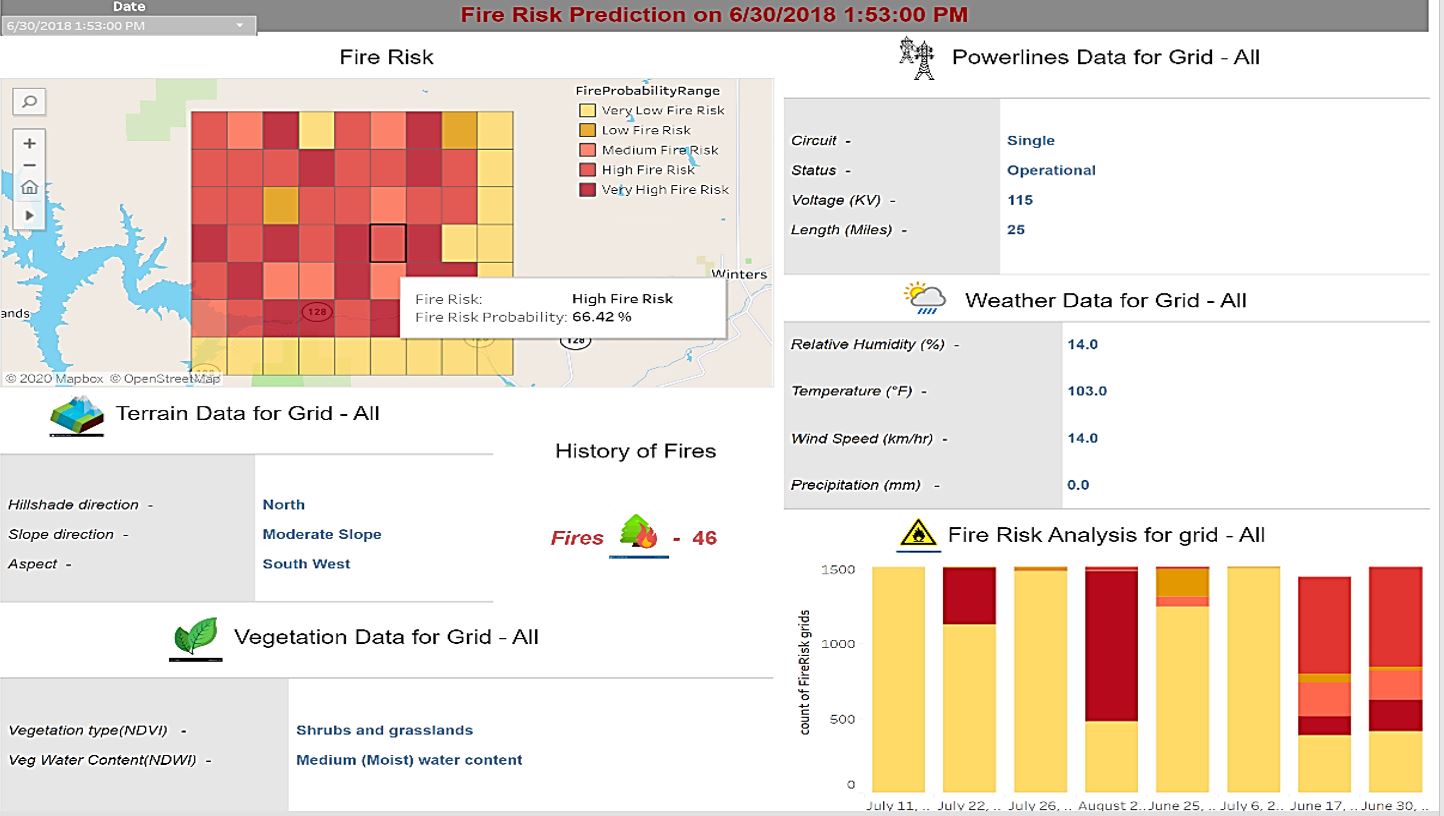 Date
6/30/2018 1:53:00 PM
Fire Risk Prediction on 6/30/2018 1:53:00 PM
Fire Risk
FireProbabilityRange
Very Low Fire Risk
Low Fire Risk
Medium Fire Risk
High Fire Risk
Very High Fire Risk
Winters
ands
128
128
Fire Risk: High Fire Risk
Fire Risk Probability: 66.42 %
© 2020 Mapbox © OpenStreetMap
Terrain Data for Grid - All
Hillshade direction - North
Slope direction - Moderate Slope
Aspect - South West
History of Fires
Fires - 46
Vegetation Data for Grid - All
Vegetation type(NDVI) - Shrubs and grasslands
Veg Water Content(NDWI) - Medium (Moist) water content
Powerlines Data for Grid - All
Circuit - Single
Status - Operational
Voltage (KV) - 115
Length (Miles) - 25
Weather Data for Grid - All
Relative Humidity (%) - 14.0
Temperature (°F) - 103.0
Wind Speed (km/hr) - 14.0
Precipitation (mm) - 0.0
Fire Risk Analysis for grid - All
count of FireRisk grids
1500
1000
500
0
July 11, .. July 22, .. July 26, .. August 2.. June 25, .. July 6, 2.. June 17, .. June 30, ..